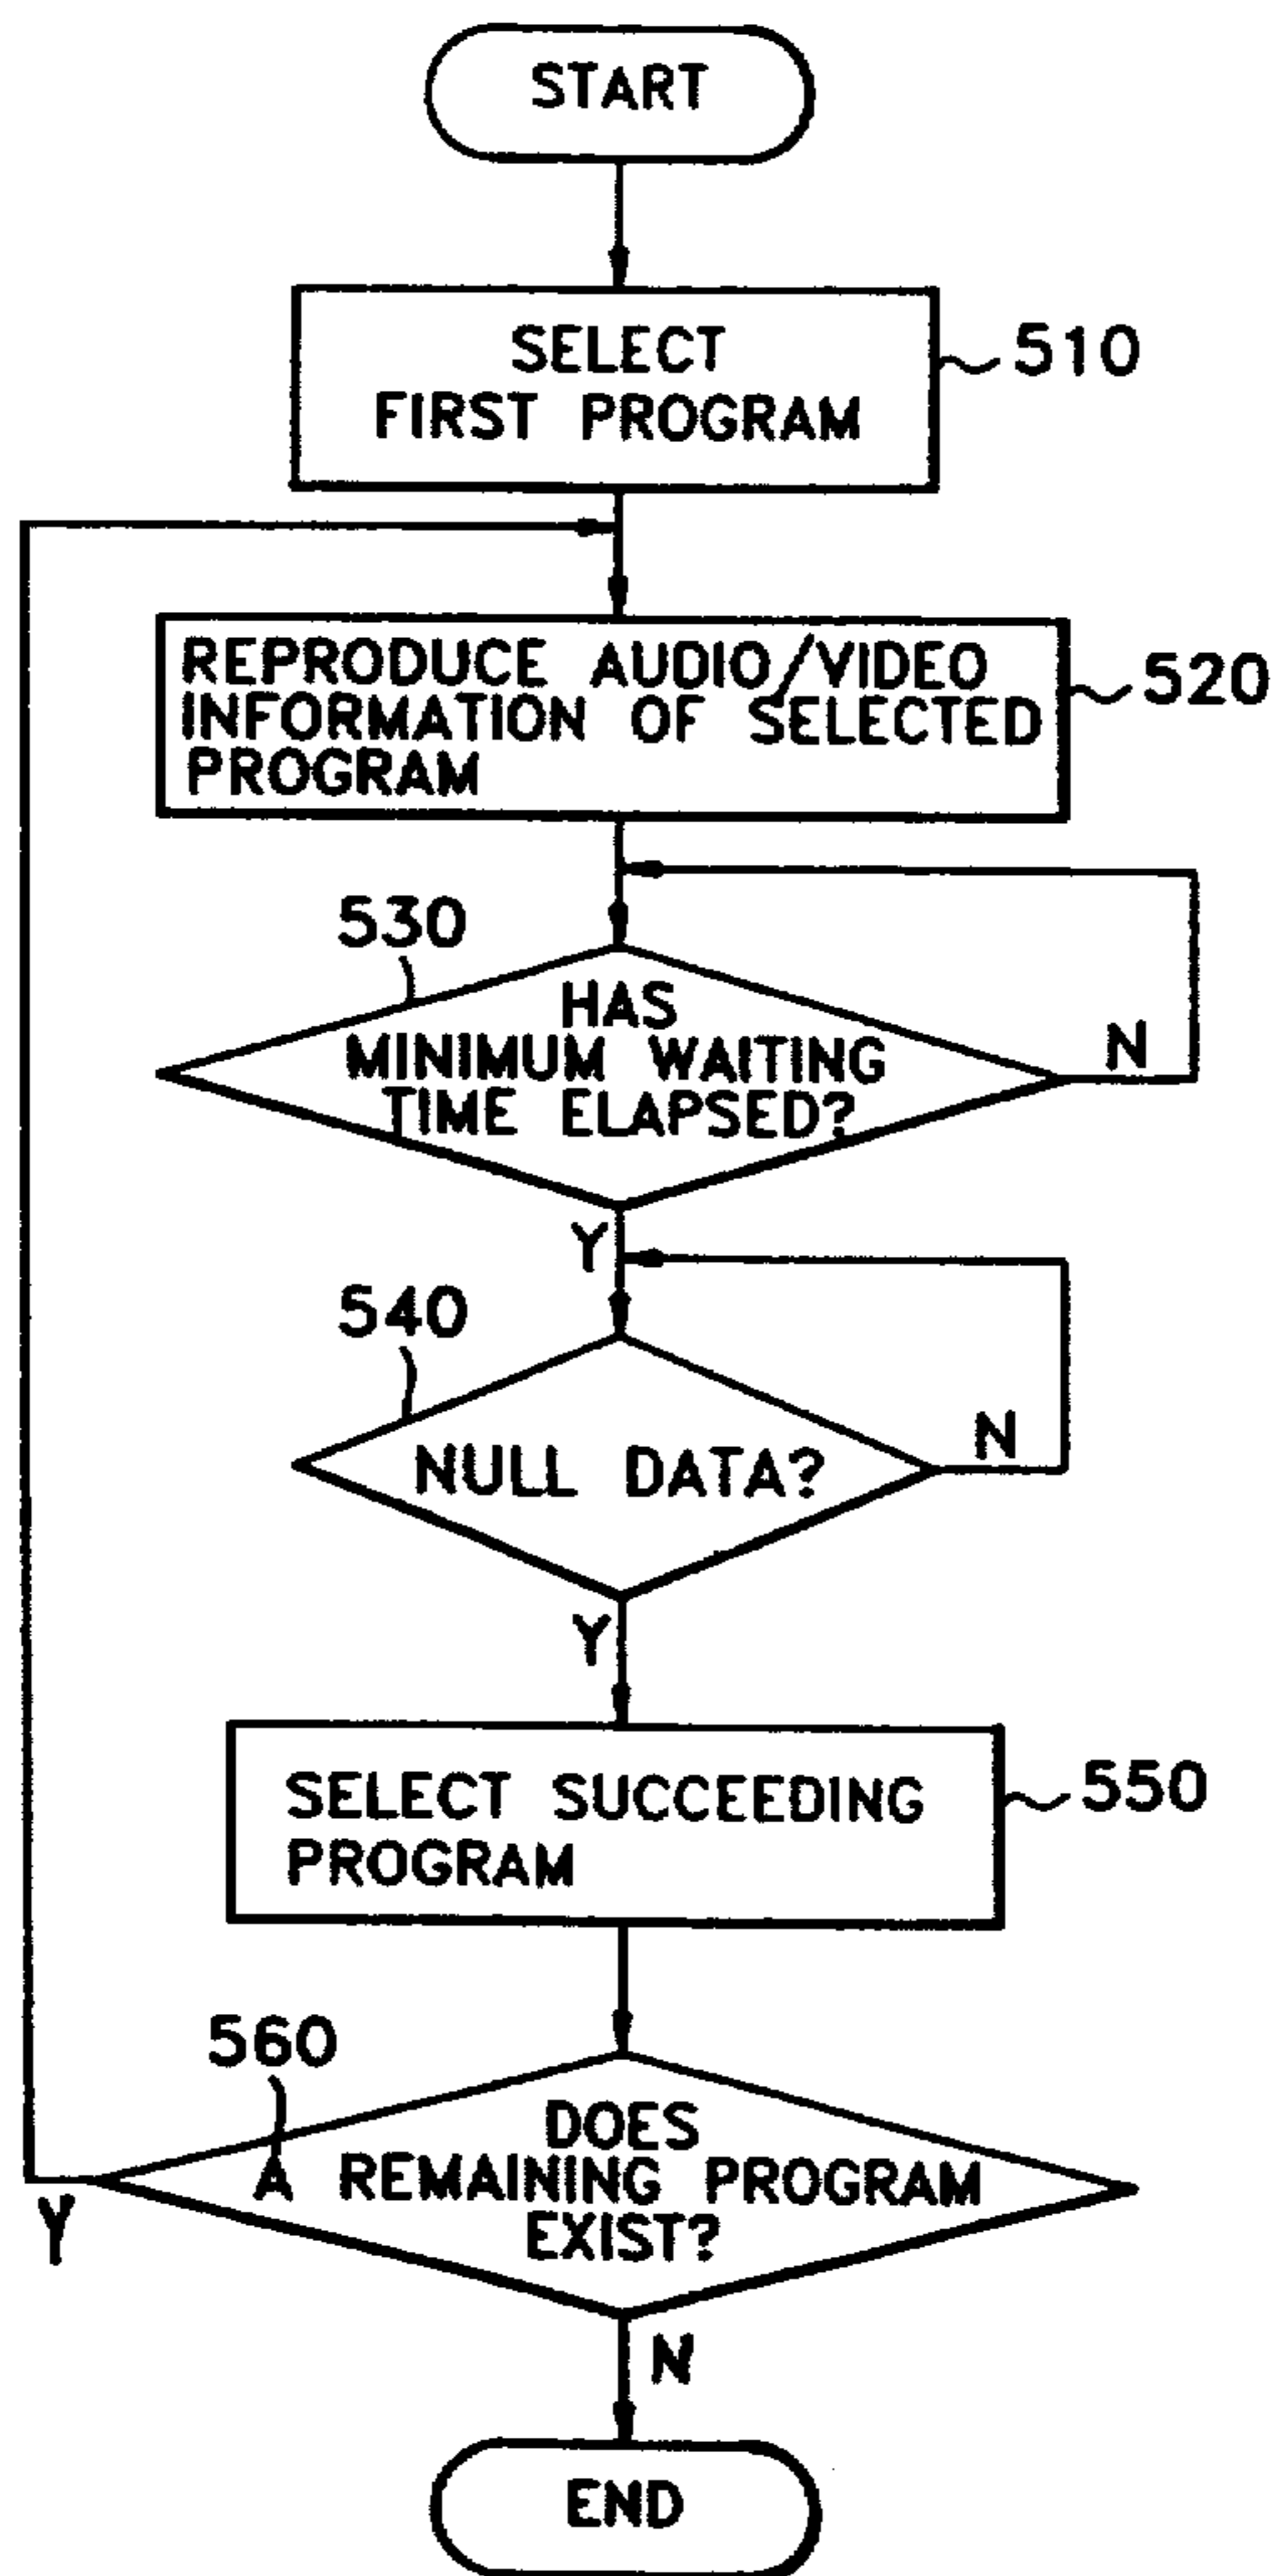 START
SELECT
FIRST PROGRAM
510
REPRODUCE AUDIO/VIDEO
INFORMATION OF SELECTED
PROGRAM
520
530
HAS
MINIMUM WAITING
TIME ELAPSED?
N
Y
540
NULL DATA?
N
Y
SELECT SUCCEEDING
PROGRAM
550
560
DOES
A REMAINING PROGRAM
EXIST?
Y
N
END